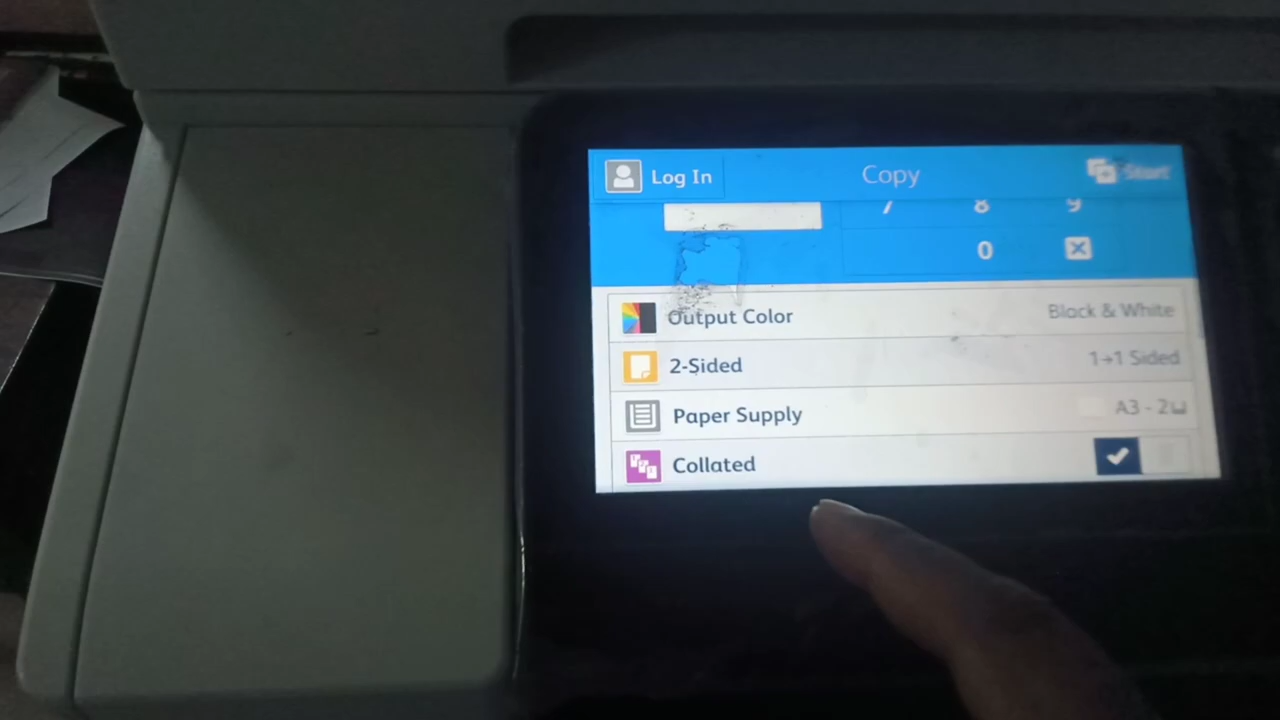 Log In Copy Start
7 8 9
0
Output Color Black & White
2-Sided 1→1 Sided
Paper Supply A3 - 2
Collated